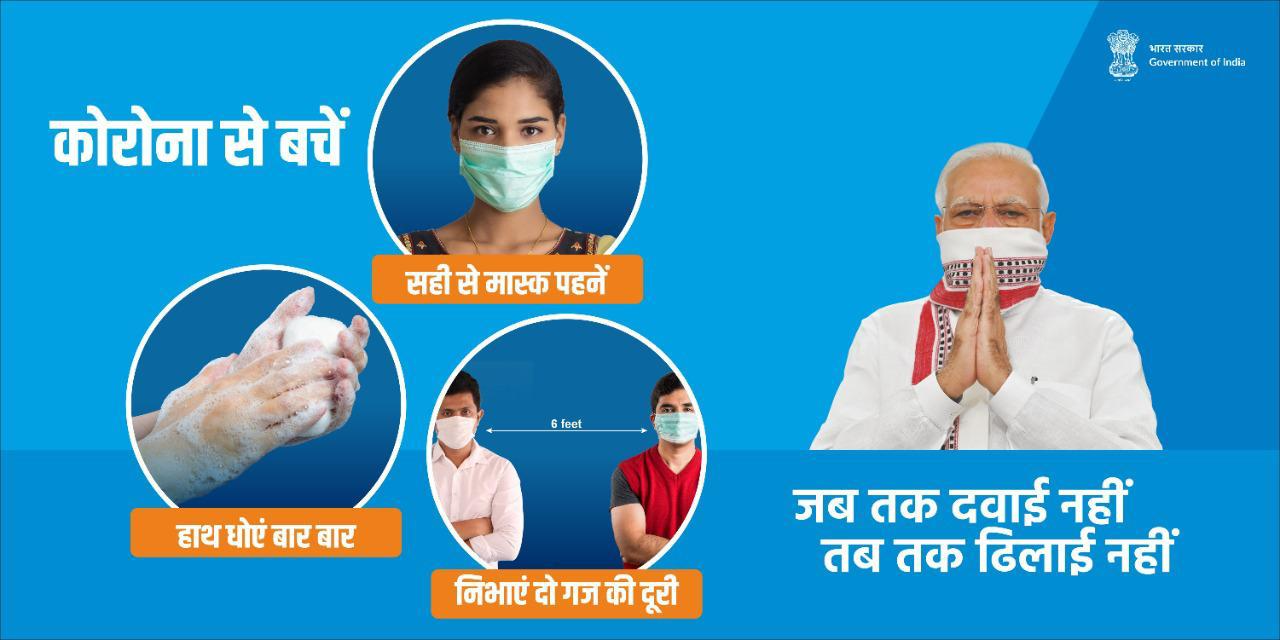 कोरोना से बचें
सही से मास्क पहनें
हाथ धोएं बार बार
6 feet
निभाएं दो गज की दूरी
भारत सरकार
Government of India
जब तक दवाई नहीं
तब तक ढिलाई नहीं